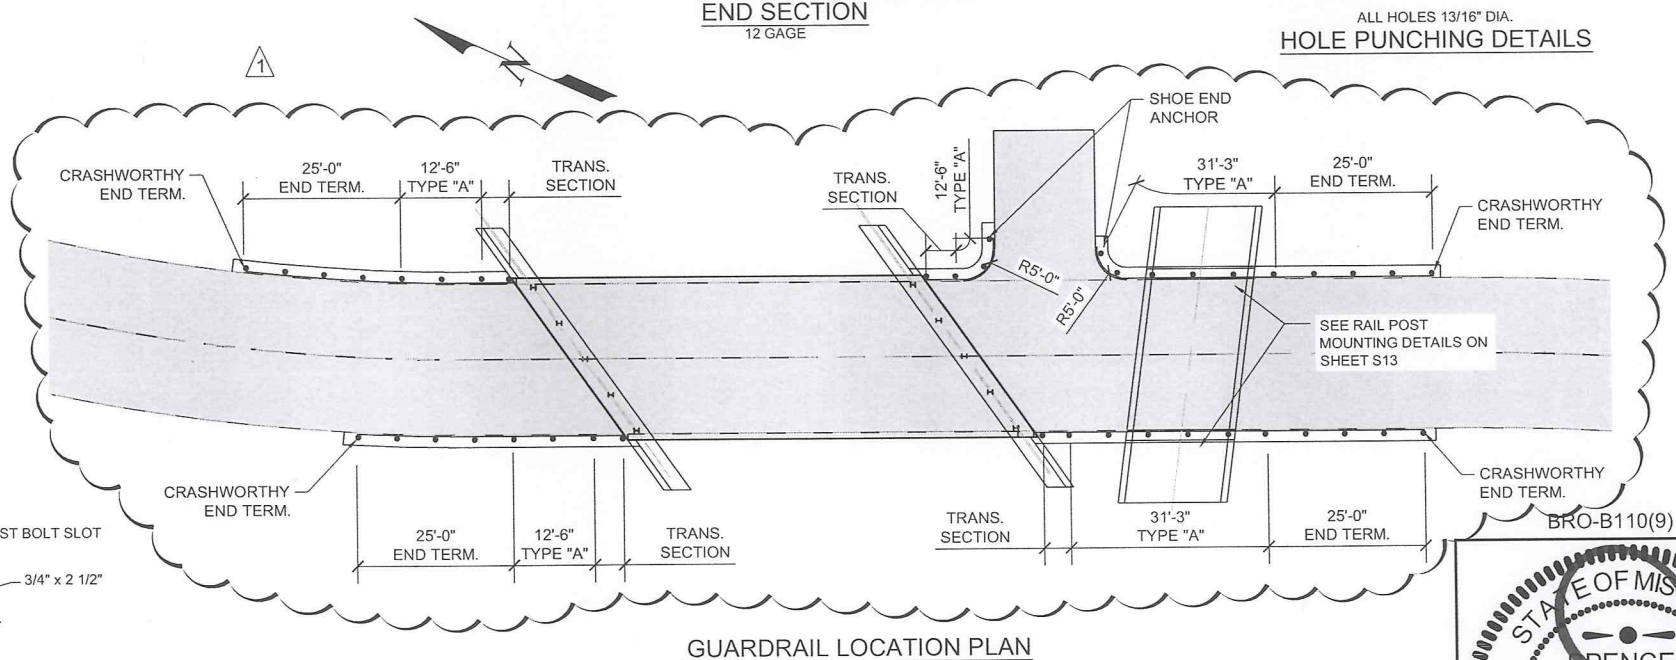 END SECTION
12 GAGE
ALL HOLES 13/16" DIA.
HOLE PUNCHING DETAILS
1
N
SHOE END
ANCHOR
CRASHWORTHY
END TERM.
25'-0"
END TERM.
12'-6"
TYPE "A"
TRANS.
SECTION
TRANS.
SECTION
12'-6"
TYPE "A"
31'-3"
TYPE "A"
25'-0"
END TERM.
CRASHWORTHY
END TERM.
R5'-0"
R5'-0"
SEE RAIL POST
MOUNTING DETAILS ON
SHEET S13
CRASHWORTHY
END TERM.
25'-0"
END TERM.
12'-6"
TYPE "A"
TRANS.
SECTION
TRANS.
SECTION
31'-3"
TYPE "A"
25'-0"
END TERM.
CRASHWORTHY
END TERM.
BRO-B110(9)
ST BOLT SLOT
3/4" x 2 1/2"
GUARDRAIL LOCATION PLAN
STATE OF MIS